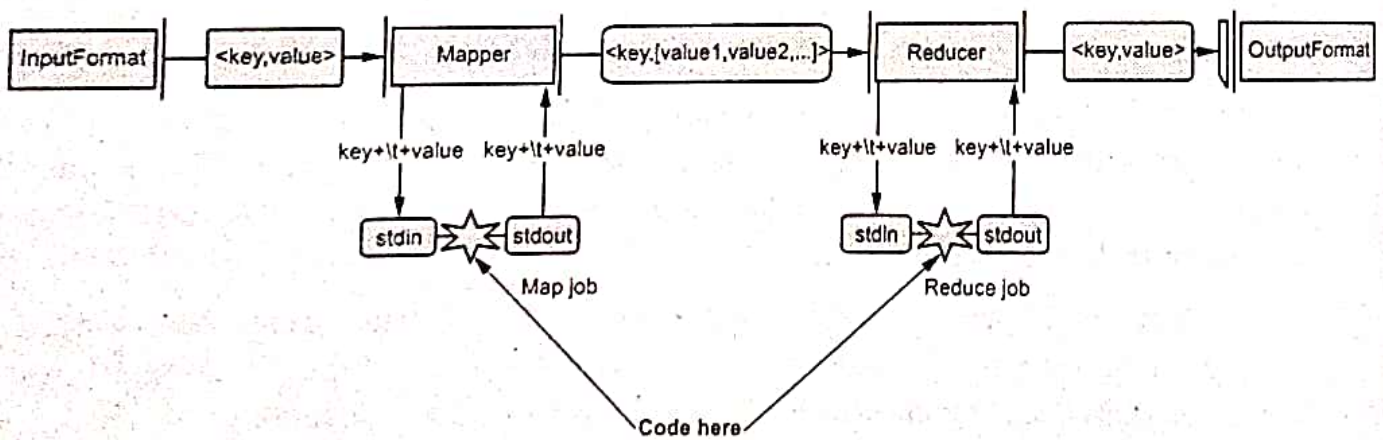 InputFormat
<key,value>
Mapper
<key,{value1,value2,...}>
Reducer
<key,value>
OutputFormat
key+\t+value
key+\t+value
key+\t+value
key+\t+value
stdin
stdout
stdin
stdout
Map job
Reduce job
Code here